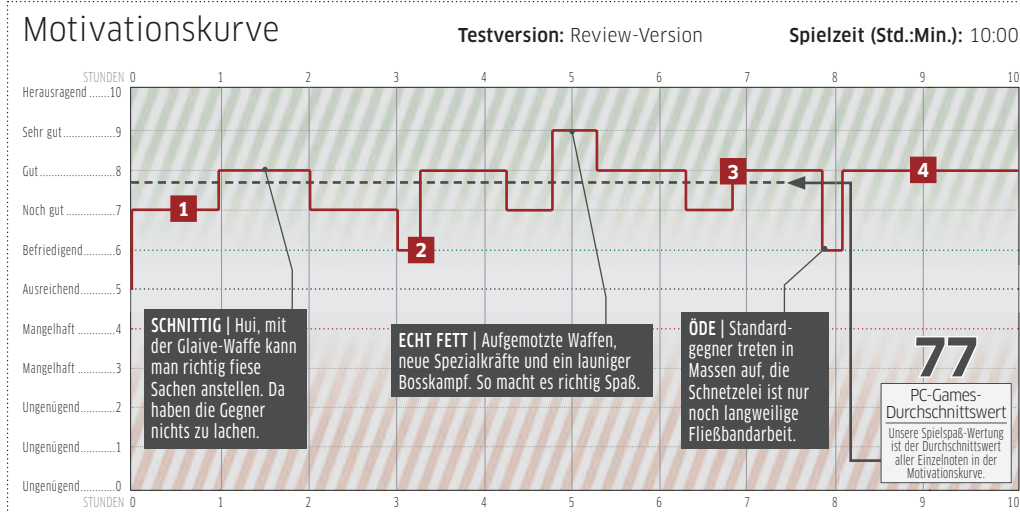 Motivationskurve
Testversion: Review-Version
Spielzeit (Std.:Min.): 10:00
STUNDEN 0 1 2 3 4 5 6 7 8 9 10
Herausragend.......10
Sehr gut................9
Gut........................8
Noch gut................7
Befriedigend..........6
Ausreichend...........5
Mangelhaft............4
Mangelhaft............3
Ungenügend...........2
Ungenügend...........1
Ungenügend...........0
1
2
3
4
SCHNITTIG | Hui, mit
der Glaive-Waffe kann
man richtig fiese
Sachen anstellen. Da
haben die Gegner
nichts zu lachen.
ECHT FETT | Aufgemotzte Waffen,
neue Spezialkräfte und ein launiger
Bosskampf. So macht es richtig Spaß.
ÖDE | Standard-
gegner treten in
Massen auf, die
Schnetzelei ist nur
noch langweilige
Fließbandarbeit.
77
PC-Games-
Durchschnittswert
Unsere Spielspaß-Wertung
ist der Durchschnittswert
aller Einzelnoten in der
Motivationskurve.
STUNDEN 0 1 2 3 4 5 6 7 8 9 10